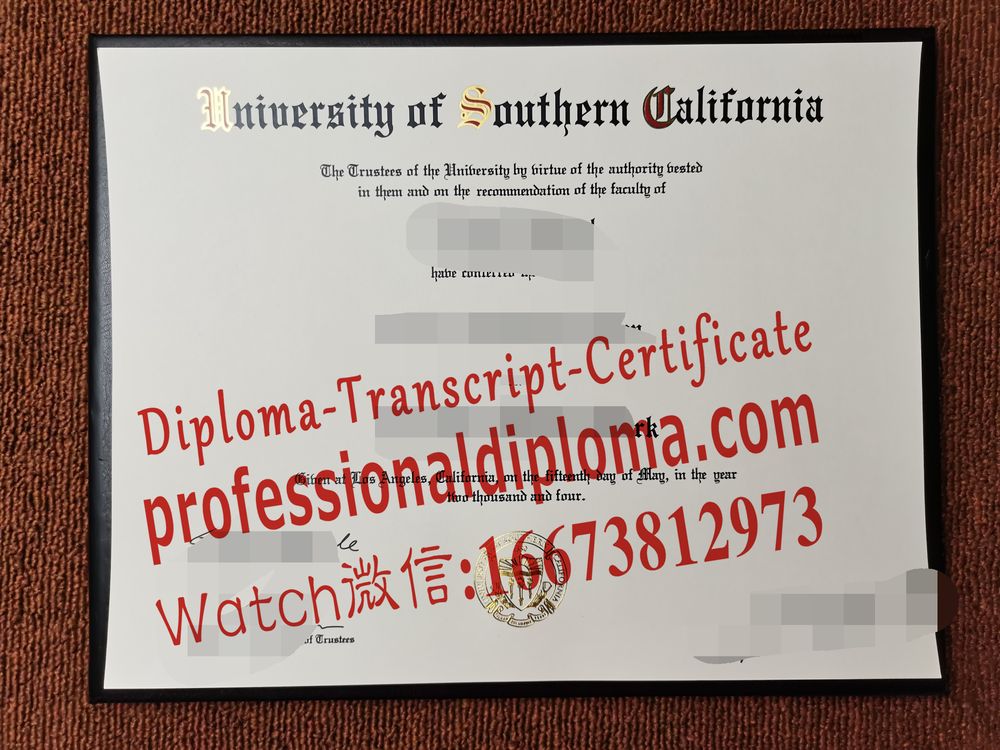 University of Southern California
The Trustees of the University by virtue of the authority vested
in them and on the recommendation of the faculty of
have conferred
Diploma-Transcript-Certificate
rk
professionaldiploma.com
Given at Los Angeles, California, on the fifteenth day of May, in the year
two thousand and four.
Watch微信:16673812973
of Trustees